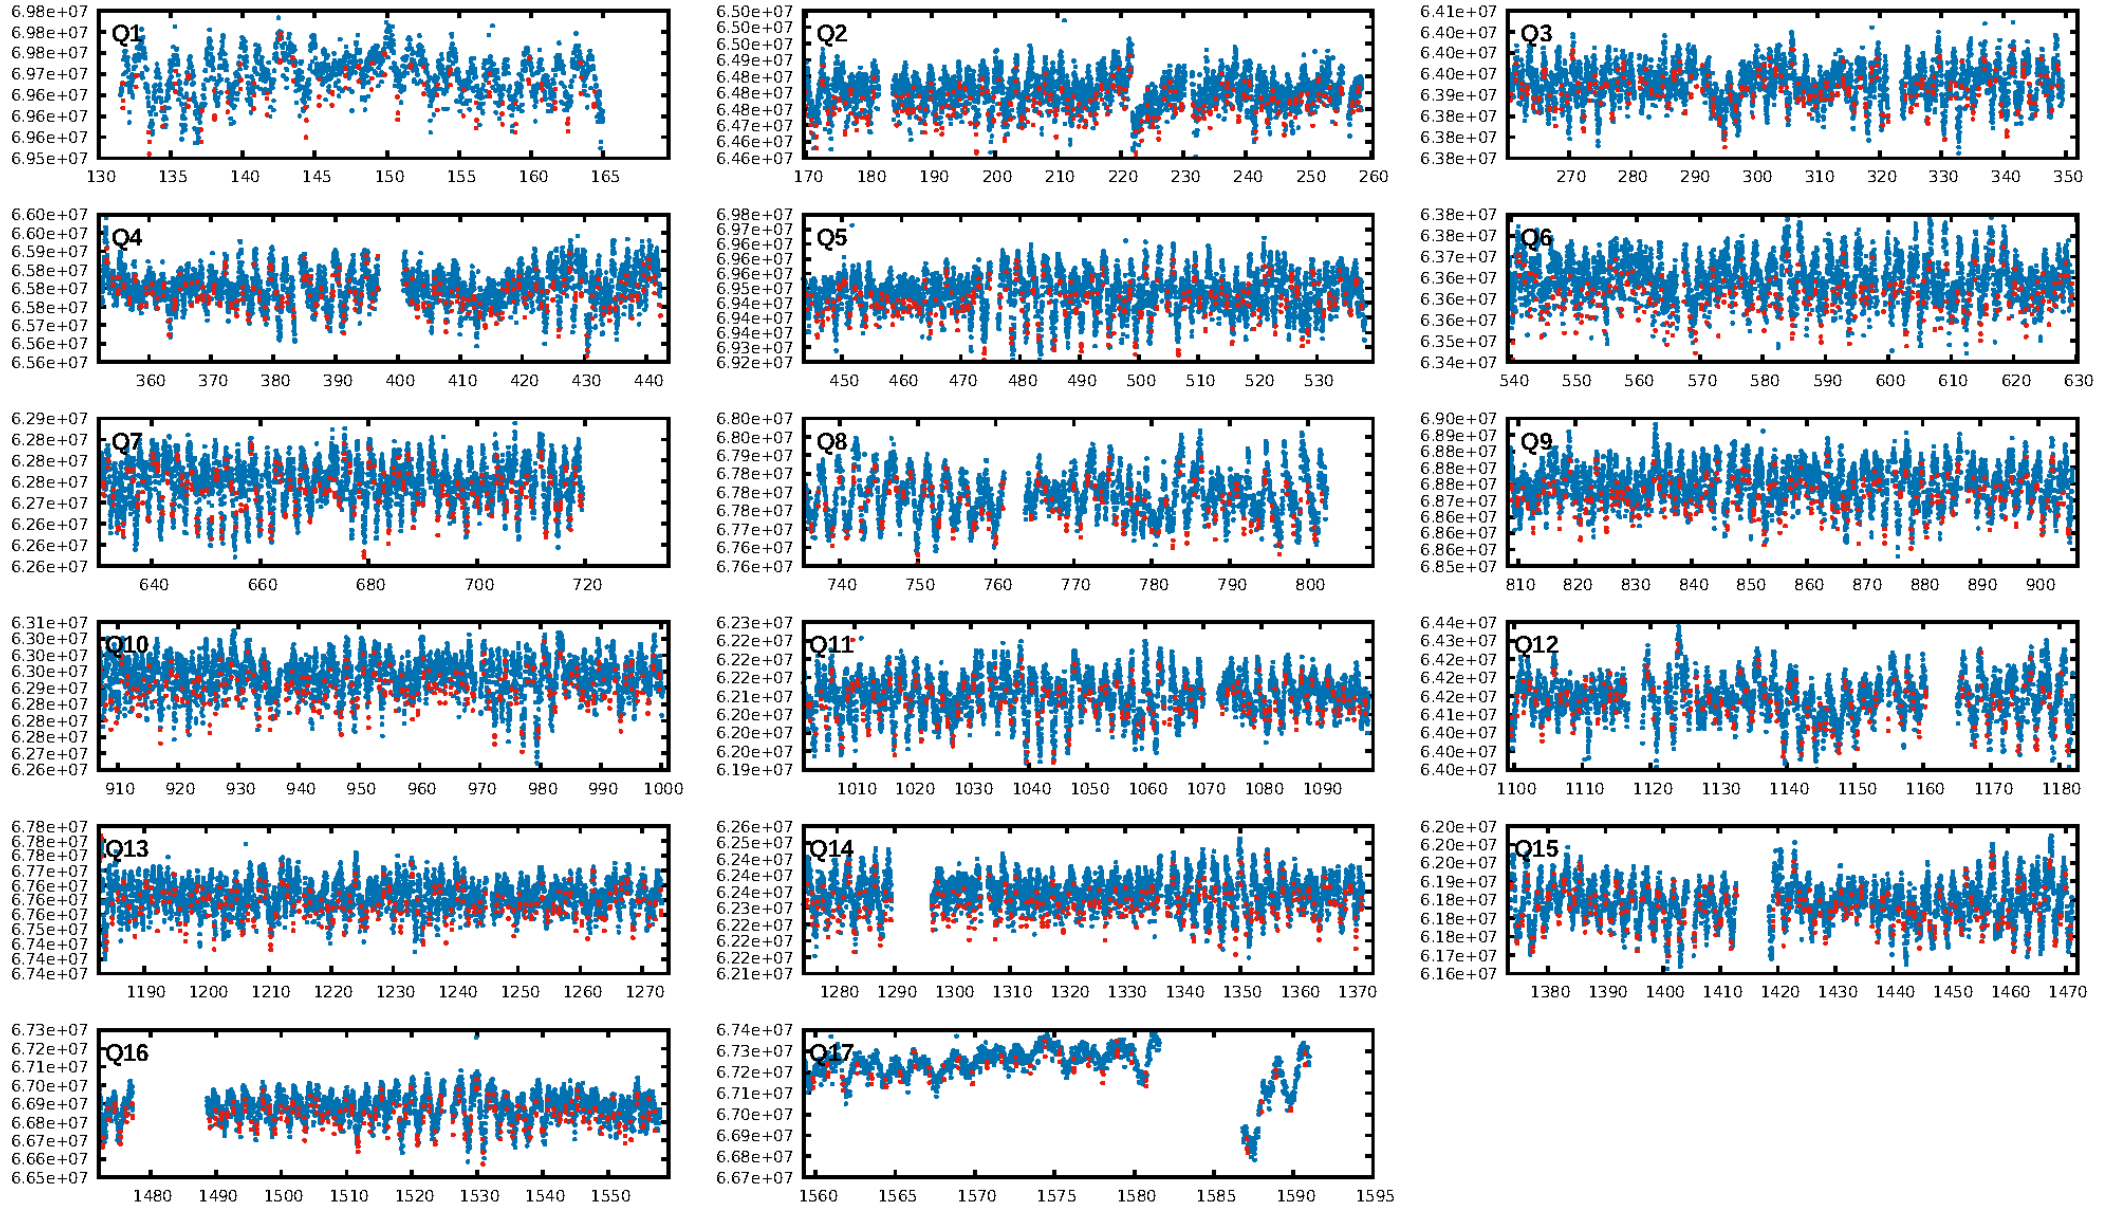 6.98e+07
6.98e+07
6.98e+07
6.97e+07
6.96e+07
6.96e+07
6.96e+07
6.95e+07
Q1
130 135 140 145 150 155 160 165
6.50e+07
6.50e+07
6.50e+07
6.49e+07
6.48e+07
6.48e+07
6.48e+07
6.47e+07
6.46e+07
6.46e+07
Q2
170 180 190 200 210 220 230 240 250 260
6.41e+07
6.40e+07
6.40e+07
6.40e+07
6.39e+07
6.38e+07
6.38e+07
6.38e+07
Q3
270 280 290 300 310 320 330 340 350
6.60e+07
6.60e+07
6.59e+07
6.58e+07
6.58e+07
6.58e+07
6.57e+07
6.56e+07
6.56e+07
Q4
360 370 380 390 400 410 420 430 440
6.98e+07
6.97e+07
6.96e+07
6.96e+07
6.96e+07
6.95e+07
6.94e+07
6.94e+07
6.94e+07
6.93e+07
6.92e+07
Q5
450 460 470 480 490 500 510 520 530
6.38e+07
6.38e+07
6.37e+07
6.36e+07
6.36e+07
6.36e+07
6.35e+07
6.34e+07
Q6
540 550 560 570 580 590 600 610 620 630
6.29e+07
6.28e+07
6.28e+07
6.28e+07
6.27e+07
6.26e+07
6.26e+07
6.26e+07
Q7
640 660 680 700 720
6.80e+07
6.80e+07
6.79e+07
6.78e+07
6.78e+07
6.78e+07
6.77e+07
6.76e+07
6.76e+07
Q8
740 750 760 770 780 790 800
6.90e+07
6.89e+07
6.88e+07
6.88e+07
6.88e+07
6.87e+07
6.86e+07
6.86e+07
6.86e+07
6.85e+07
Q9
810 820 830 840 850 860 870 880 890 900
6.31e+07
6.30e+07
6.30e+07
6.30e+07
6.29e+07
6.28e+07
6.28e+07
6.28e+07
6.27e+07
6.26e+07
Q10
910 920 930 940 950 960 970 980 990 1000
6.23e+07
6.22e+07
6.22e+07
6.22e+07
6.21e+07
6.20e+07
6.20e+07
6.20e+07
6.19e+07
Q11
1010 1020 1030 1040 1050 1060 1070 1080 1090
6.44e+07
6.43e+07
6.42e+07
6.42e+07
6.42e+07
6.41e+07
6.40e+07
6.40e+07
6.40e+07
Q12
1100 1110 1120 1130 1140 1150 1160 1170 1180
6.78e+07
6.78e+07
6.78e+07
6.77e+07
6.76e+07
6.76e+07
6.76e+07
6.75e+07
6.74e+07
6.74e+07
6.74e+07
Q13
1190 1200 1210 1220 1230 1240 1250 1260 1270
6.26e+07
6.25e+07
6.24e+07
6.24e+07
6.24e+07
6.23e+07
6.22e+07
6.22e+07
6.22e+07
6.21e+07
Q14
1280 1290 1300 1310 1320 1330 1340 1350 1360 1370
6.20e+07
6.20e+07
6.20e+07
6.19e+07
6.18e+07
6.18e+07
6.18e+07
6.17e+07
6.16e+07
Q15
1380 1390 1400 1410 1420 1430 1440 1450 1460 1470
6.73e+07
6.72e+07
6.71e+07
6.70e+07
6.69e+07
6.68e+07
6.67e+07
6.66e+07
6.65e+07
Q16
1480 1490 1500 1510 1520 1530 1540 1550
6.74e+07
6.73e+07
6.72e+07
6.71e+07
6.70e+07
6.69e+07
6.68e+07
6.67e+07
Q17
1560 1565 1570 1575 1580 1585 1590 1595